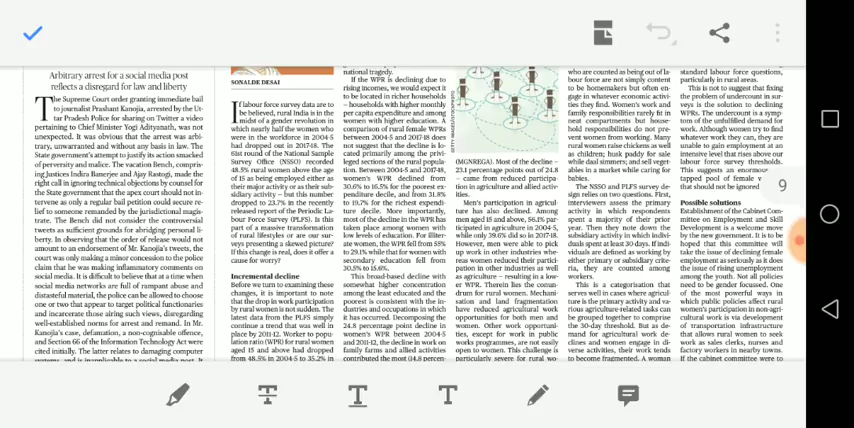 Arbitrary arrest for a social media post
reflects a disregard for law and liberty
The Supreme Court order granting immediate bail
to journalist Prashant Kanojia, arrested by the Ut-
tar Pradesh Police for sharing on Twitter a video
pertaining to Chief Minister Yogi Adityanath, was not
unexpected. It was obvious the arrest was arbit-
rary, unwarranted and without any basis in law. The
State government's attempt to justify its action smacked
of perversity and malice. The vacation Bench, compris-
ing Justices Indira Banerjee and Ajay Rastogi, made the
right call in ignoring technical objections by counsel for
the State government that the apex court should not in-
tervene as only a regular bail petition could secure re-
lief to someone remanded by the jurisdictional magis-
trate. The Bench did not consider the controversial
tweets as sufficient grounds for abridging personal li-
berty. In observing that the order of release would not
amount to an endorsement of Mr. Kanojia's tweets, the
court was only making a minor concession to the police
claim that he was making inflammatory comments on
social media. It is difficult to believe that at a time when
social media networks are full of rampant abuse and
distasteful material, the police can be allowed to choose
one or two that appear to target political functionaries
and incarcerate those airing such views, disregarding
well-established norms for arrest and remand. In Mr.
Kanojia's case, defamation, a non-cognisable offence,
and Section 66 of the Information Technology Act were
cited initially. The latter relates to damaging computer
systems, and is inapplicable to a social media post. It
SONALDE DESAI
If labour force survey data are to
be believed, rural India is in the
midst of a gender revolution in
which nearly half the women who
were in the workforce in 2004-5
had dropped out in 2017-18. The
61st round of the National Sample
Survey Office (NSSO) recorded
48.5% rural women above the age
of 15 as being employed either as
their major activity or as their sub-
sidiary activity – but this number
dropped to 23.7% in the recently
released report of the Periodic La-
bour Force Survey (PLFS). Is this
part of a massive transformation
of rural lifestyles or are our sur-
veys presenting a skewed picture?
If this change is real, does it offer a
cause for worry?
Incremental decline
Before we turn to examining these
changes, it is important to note
that the drop in work participation
by rural women is not sudden. The
latest data from the PLFS simply
continue a trend that was well in
place by 2011-12. Worker to popu-
lation ratio (WPR) for rural women
aged 15 and above had dropped
from 48.5% in 2004-5 to 35.2% in
national tragedy.
If the WPR is declining due to
rising incomes, we would expect it
to be located in richer households
– households with higher monthly
per capita expenditure and among
women with higher education. A
comparison of rural female WPRs
between 2004-5 and 2017-18 does
not suggest that the decline is lo-
cated primarily among the privi-
leged sections of the rural popula-
tion. Between 2004-5 and 2017-18,
women's WPR declined from
30.6% to 16.5% for the poorest ex-
penditure decile, and from 31.8%
to 19.7% for the richest expendi-
ture decile. More importantly,
most of the decline in the WPR has
taken place among women with
low levels of education. For illiter-
ate women, the WPR fell from 55%
to 29.1% while that for women with
secondary education fell from
30.5% to 15.6%.
This broad-based decline with
somewhat higher concentration
among the least educated and the
poorest is consistent with the in-
dustries and occupations in which
it has occurred. Decomposing the
24.8 percentage point decline in
women's WPR between 2004-5
and 2011-12, the decline in work on
family farms and allied activities
contributed the most (14.8 percen-
GETTY IMAGES/ISTOCKPHOTO
(MGNREGA). Most of the decline –
23.1 percentage points out of 24.8
– came from reduced participa-
tion in agriculture and allied activ-
ities.
Men's participation in agricul-
ture has also declined. Among
men aged 15 and above, 56.1% par-
ticipated in agriculture in 2004-5,
while only 39.6% did so in 2017-18.
However, men were able to pick
up work in other industries where-
as women reduced their partici-
pation in other industries as well
as agriculture – resulting in a low-
er WPR. Therein lies the conun-
drum for rural women. Mechani-
sation and land fragmentation
have reduced agricultural work
opportunities for both men and
women. Other work opportuni-
ties, except for work in public
works programmes, are not easily
open to women. This challenge is
particularly severe for rural wo-
who are counted as being out of la-
bour force are not simply content
to be homemakers but often en-
gage in whatever economic activi-
ties they find. Women's work and
family responsibilities rarely fit in
neat compartments but house-
hold responsibilities do not pre-
vent women from working. Many
rural women raise chickens as well
as children; husk paddy for sale
while daal simmers; and sell veget-
ables in a market while caring for
babies.
The NSSO and PLFS survey de-
sign relies on two questions. First,
interviewers assess the primary
activity in which respondents
spent a majority of their prior
year. Then they note down the
subsidiary activity in which indivi-
duals spent at least 30 days. If indi-
viduals are defined as working by
either primary or subsidiary crite-
ria, they are counted among
workers.
This is a categorisation that
serves well in cases where agricul-
ture is the primary activity and va-
rious agriculture-related tasks can
be grouped together to comprise
the 30-day threshold. But as de-
mand for agricultural work de-
clines and women engage in di-
verse activities, their work tends
to become fragmented. A woman
standard labour force questions,
particularly in rural areas.
This is not to suggest that fixing
the problem of undercount in sur-
veys is the solution to declining
WPRs. The undercount is a symp-
tom of the unfulfilled demand for
work. Although women try to find
whatever work they can, they are
unable to gain employment at an
intensive level that rises above our
labour force survey thresholds.
This suggests an enormous
tapped pool of female
that should not be ignored
Possible solutions
Establishment of the Cabinet Com-
mittee on Employment and Skill
Development is a welcome move
by the new government. It is to be
hoped that this committee will
take the issue of declining female
employment as seriously as it does
the issue of rising unemployment
among the youth. Not all policies
need to be gender focussed. One
of the most powerful ways in
which public policies affect rural
women's participation in non-agri-
cultural work is via development
of transportation infrastructure
that allows rural women to seek
work as sales clerks, nurses and
factory workers in nearby towns.
If the cabinet committee were to
9